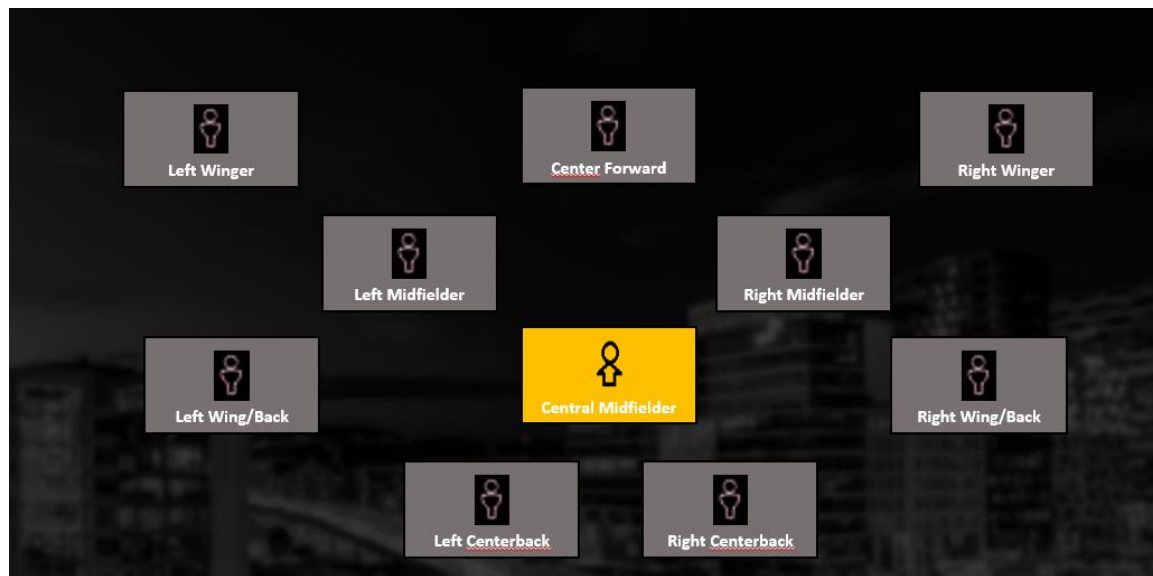 Left Winger
Center Forward
Right Winger
Left Midfielder
Right Midfielder
Left Wing/Back
Central Midfielder
Right Wing/Back
Left Centerback
Right Centerback